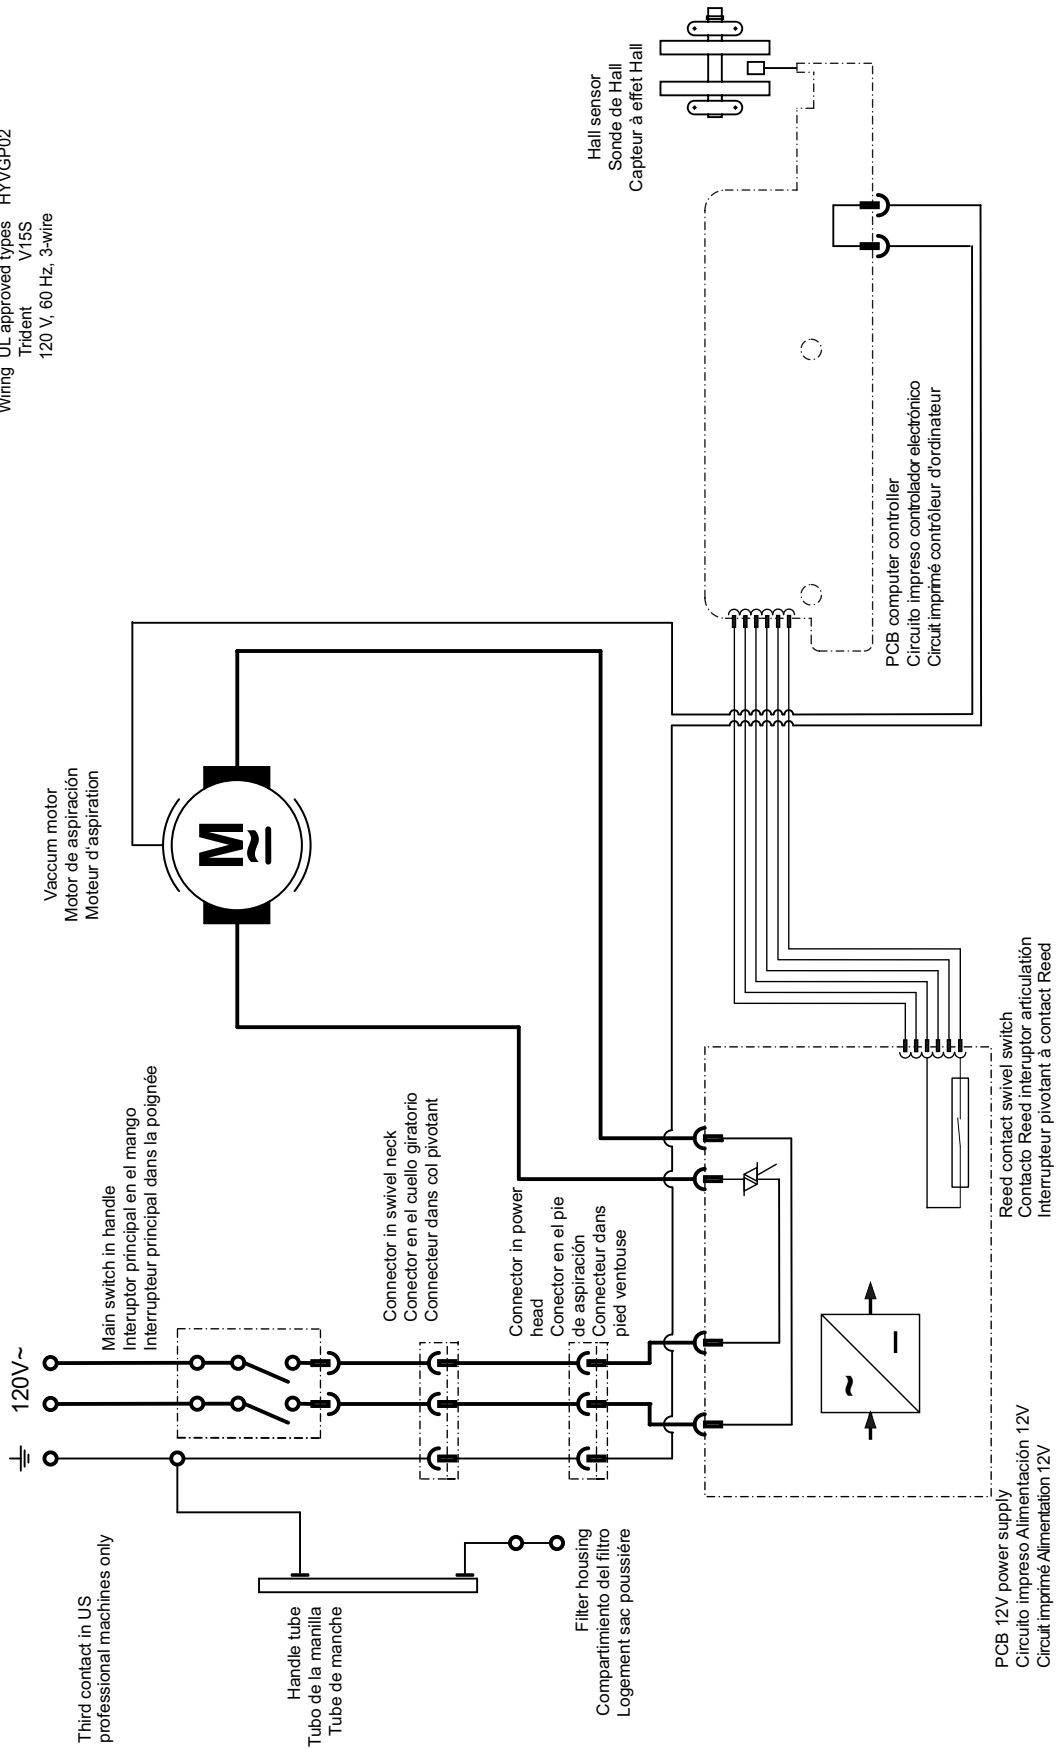 Wiring UL approved types HYVGP02
Trident V15S
120 V, 60 Hz, 3-wire
Third contact in US
professional machines only
120V~
Main switch in handle
Interuptor principal en el mango
Interrupteur principal dans la poignée
Vaccum motor
Motor de aspiración
Moteur d'aspiration
M
Handle tube
Tubo de la manilla
Tube de manche
Connector in swivel neck
Conector en el cuello giratorio
Connecteur dans col pivotant
Connector in power
head
Conector en el pie
de aspiración
Connecteur dans
pied ventouse
Filter housing
Compartimiento del filtro
Logement sac poussiére
Hall sensor
Sonde de Hall
Capteur à effet Hall
PCB computer controller
Circuito impreso controlador electrónico
Circuit imprimé contrôleur d'ordinateur
Reed contact swivel switch
Contacto Reed interuptor articulatión
Interrupteur pivotant à contact Reed
PCB 12V power supply
Circuito impreso Alimentación 12V
Circuit imprimé Alimentation 12V